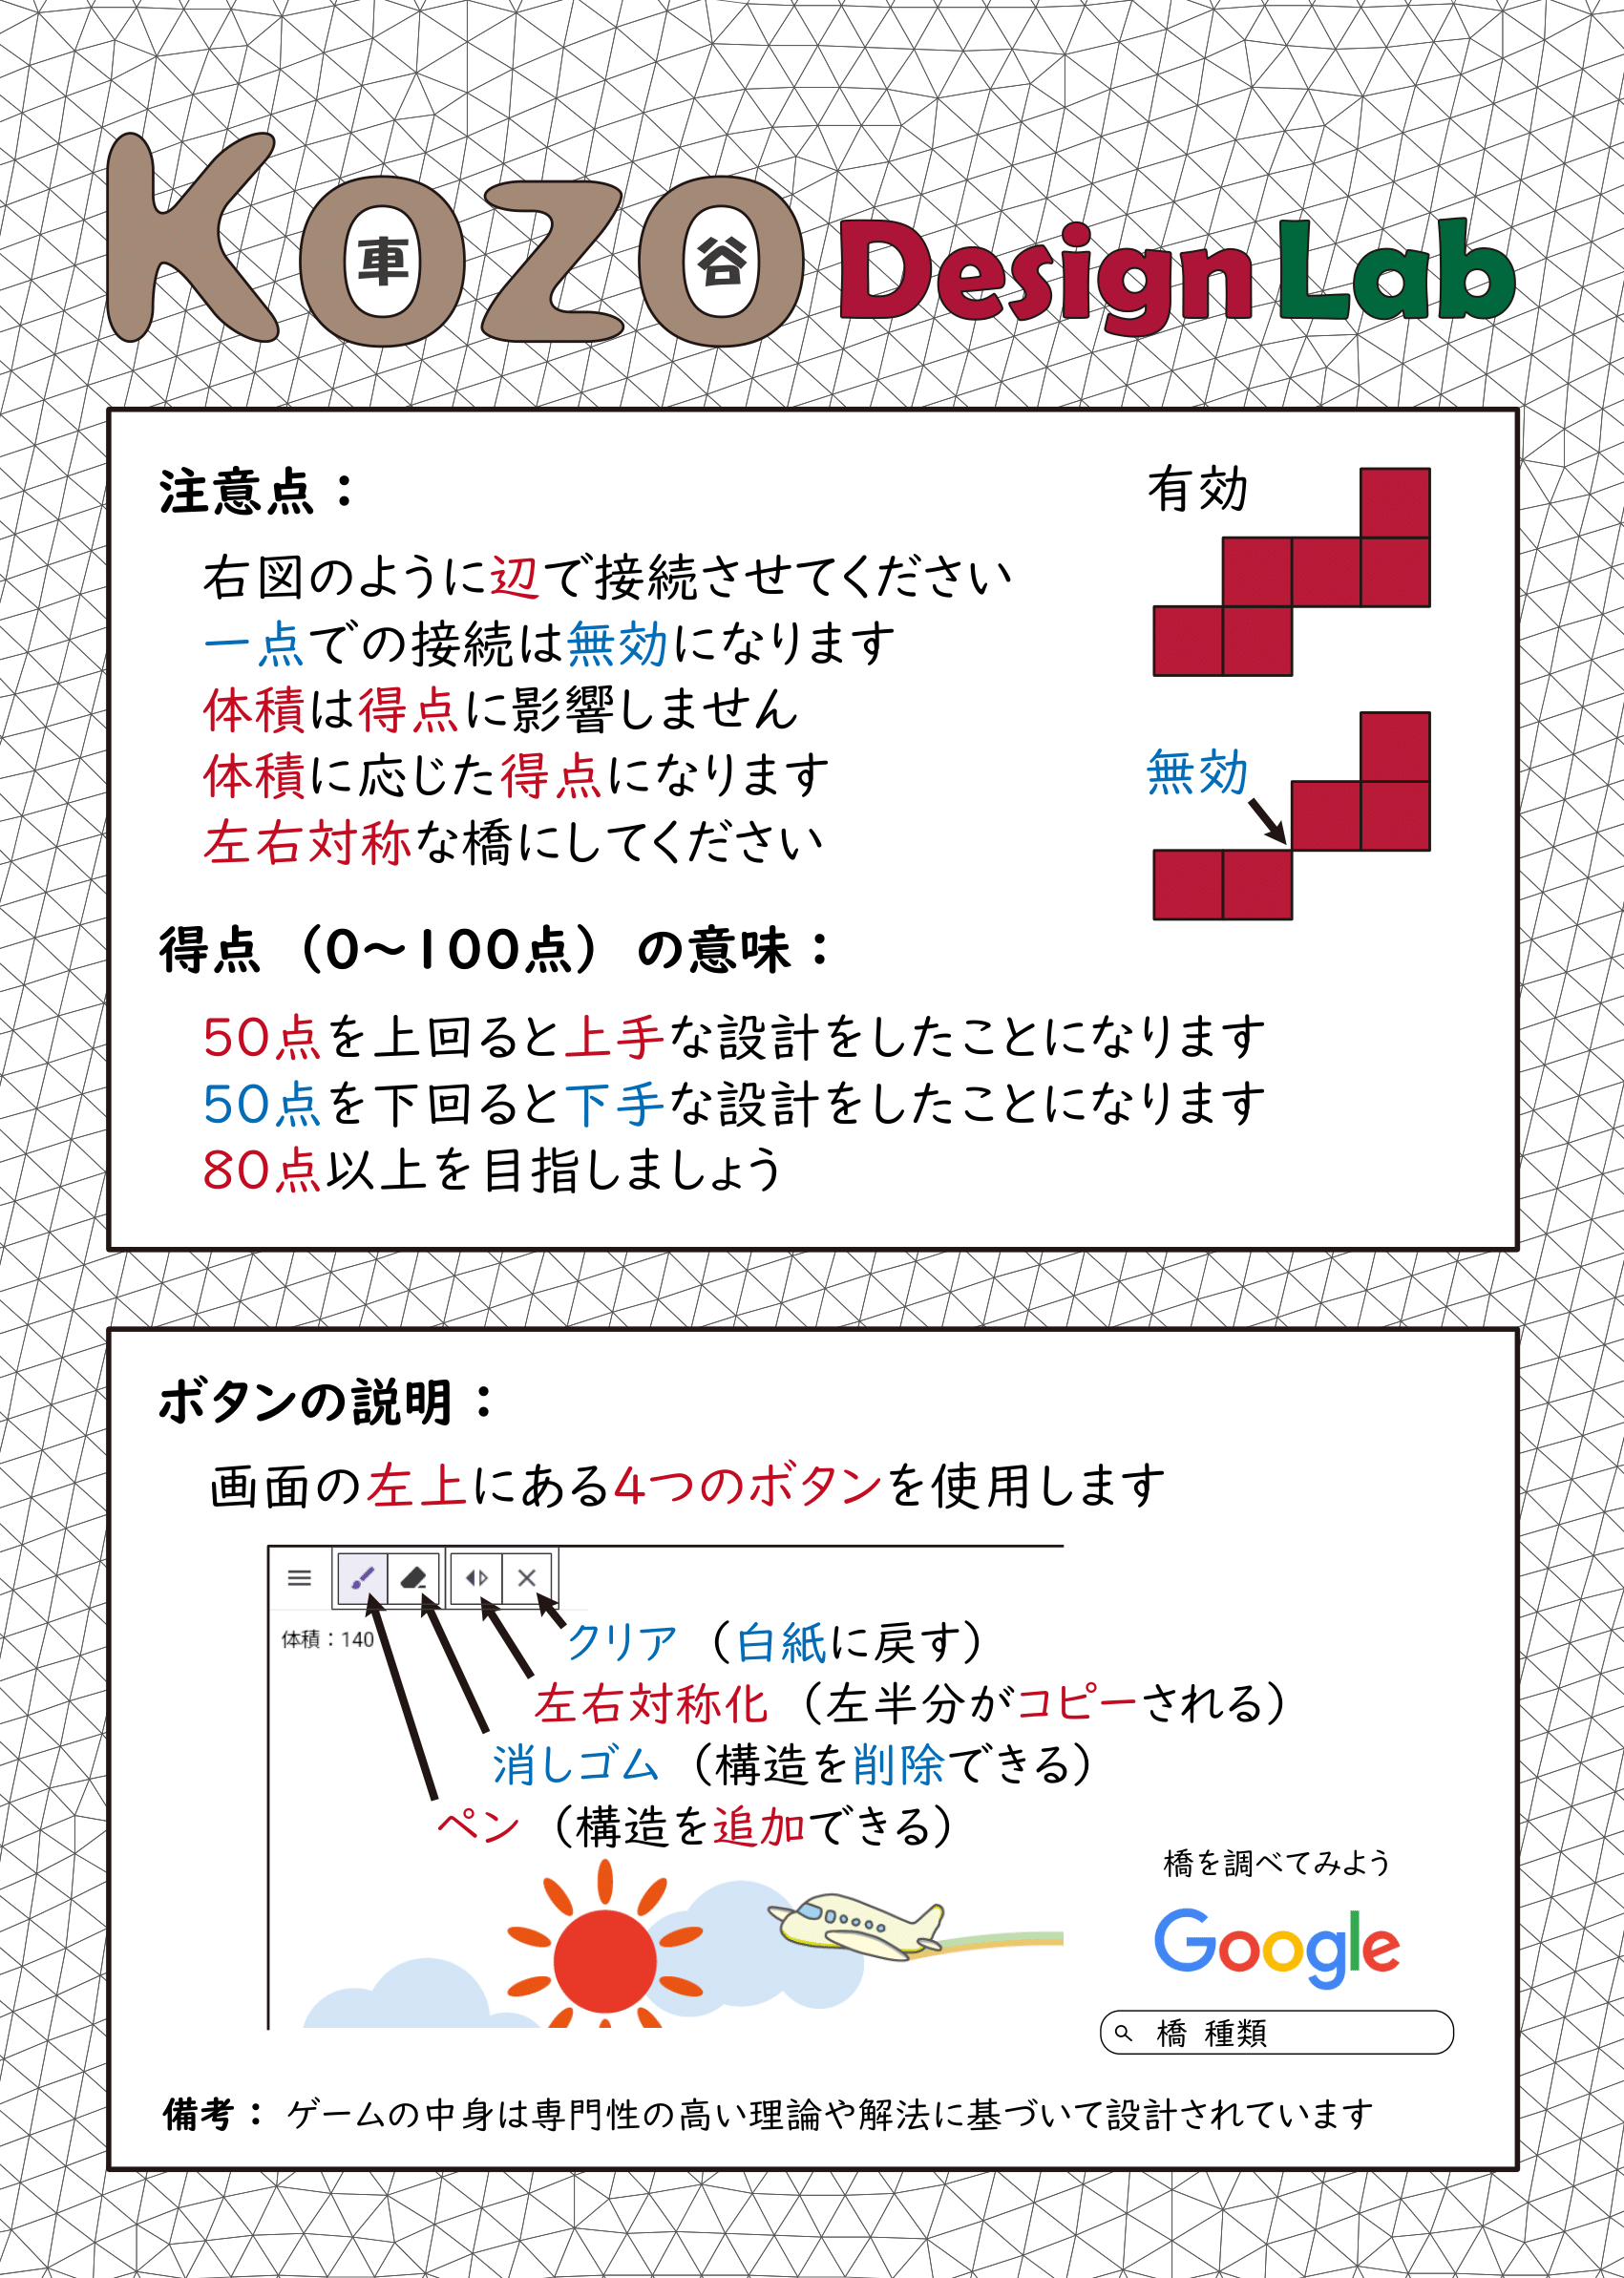 KOZO Design Lab
車 谷
注意点：
有効
右図のように辺で接続させてください
一点での接続は無効になります
体積は得点に影響しません
体積に応じた得点になります
左右対称な橋にしてください
無効
得点（0～100点）の意味：
50点を上回ると上手な設計をしたことになります
50点を下回ると下手な設計をしたことになります
80点以上を目指しましょう
ボタンの説明：
画面の左上にある4つのボタンを使用します
体積：140
クリア（白紙に戻す）
左右対称化（左半分がコピーされる）
消しゴム（構造を削除できる）
ペン（構造を追加できる）
橋を調べてみよう
Google
橋 種類
備考： ゲームの中身は専門性の高い理論や解法に基づいて設計されています